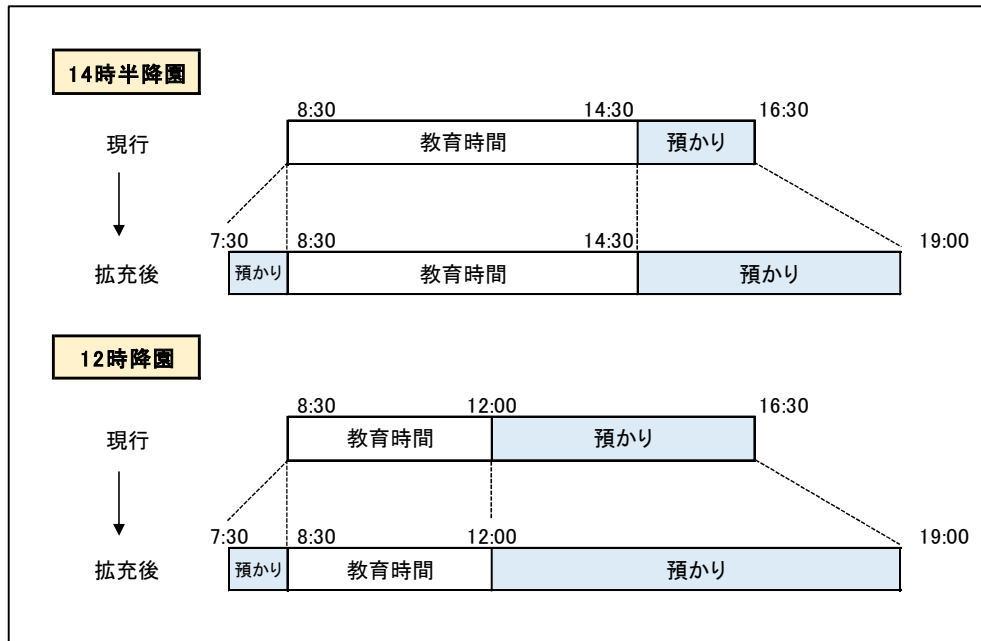 14時半降園
8:30 14:30 16:30
現行 教育時間 預かり
7:30 8:30 14:30 19:00
拡充後 預かり 教育時間 預かり
12時降園
8:30 12:00 16:30
現行 教育時間 預かり
7:30 8:30 12:00 19:00
拡充後 預かり 教育時間 預かり